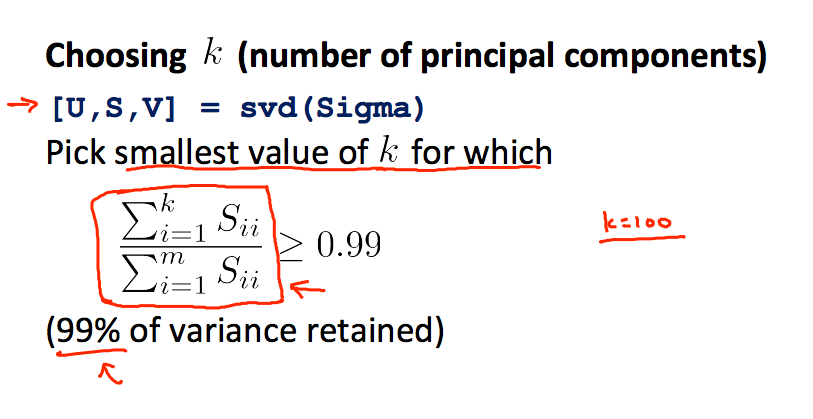 Choosing k (number of principal components)
→ [U,S,V] = svd(Sigma)
Pick smallest value of k for which
\frac{\sum_{i=1}^{k} S_{ii}}{\sum_{i=1}^{m} S_{ii}} ≥ 0.99
k=100
(99% of variance retained)